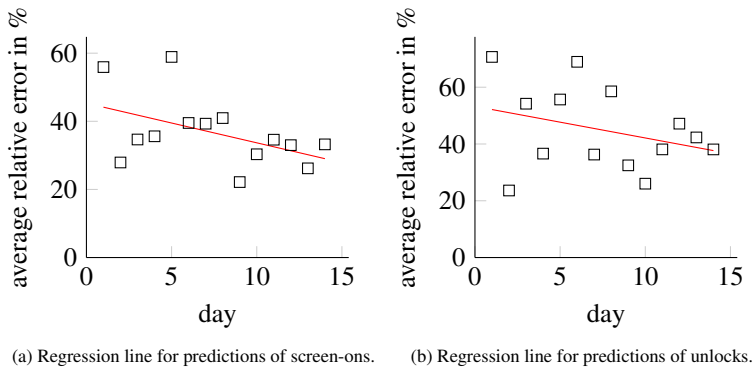 average relative error in %
60
40
20
0
0 5 10 15
day
(a) Regression line for predictions of screen-ons.
average relative error in %
60
40
20
0
0 5 10 15
day
(b) Regression line for predictions of unlocks.